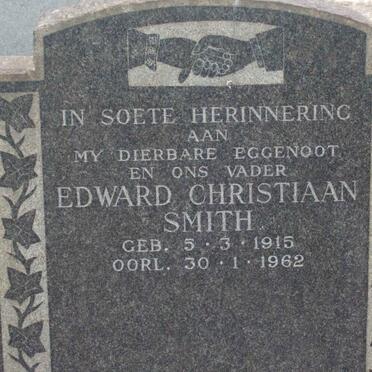 IN SOETE HERINNERING
AAN
MY DIERBARE EGGENOOT
EN ONS VADER
EDWARD CHRISTIAAN
SMITH
GEB. 5·3·1915
OORL. 30·1·1962